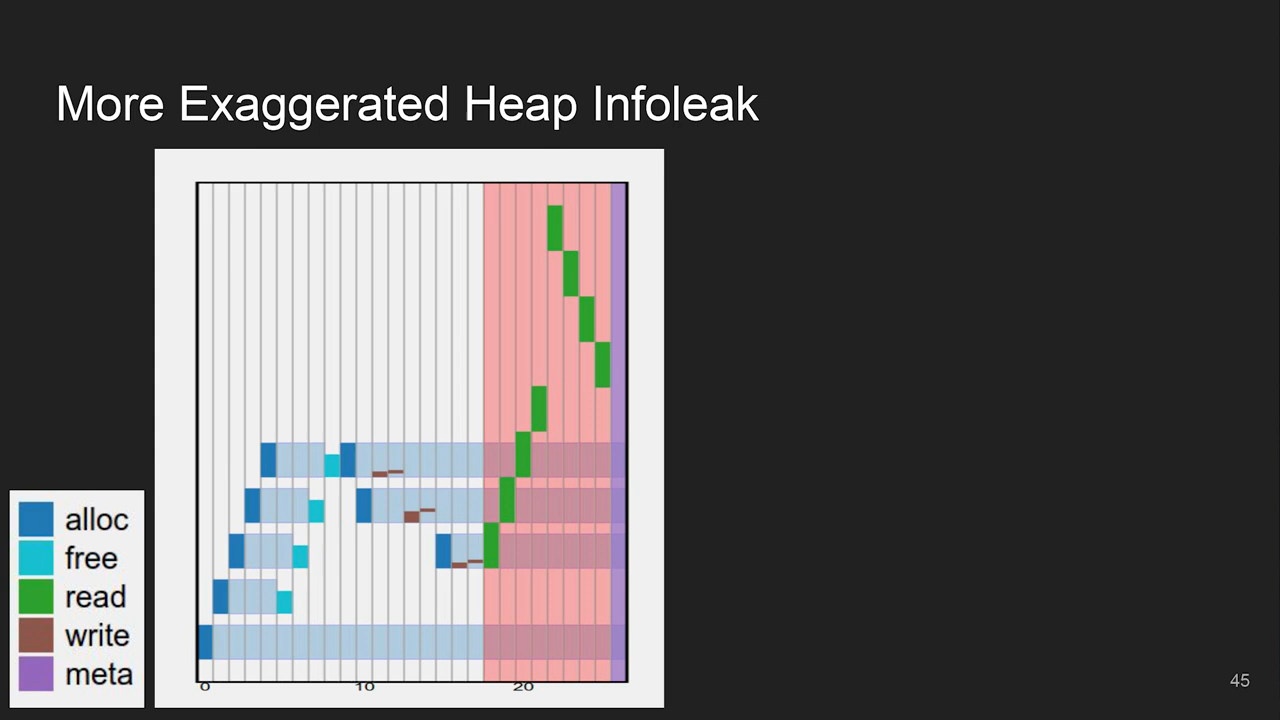 More Exaggerated Heap Infoleak
alloc
free
read
write
meta
0 10 20
45